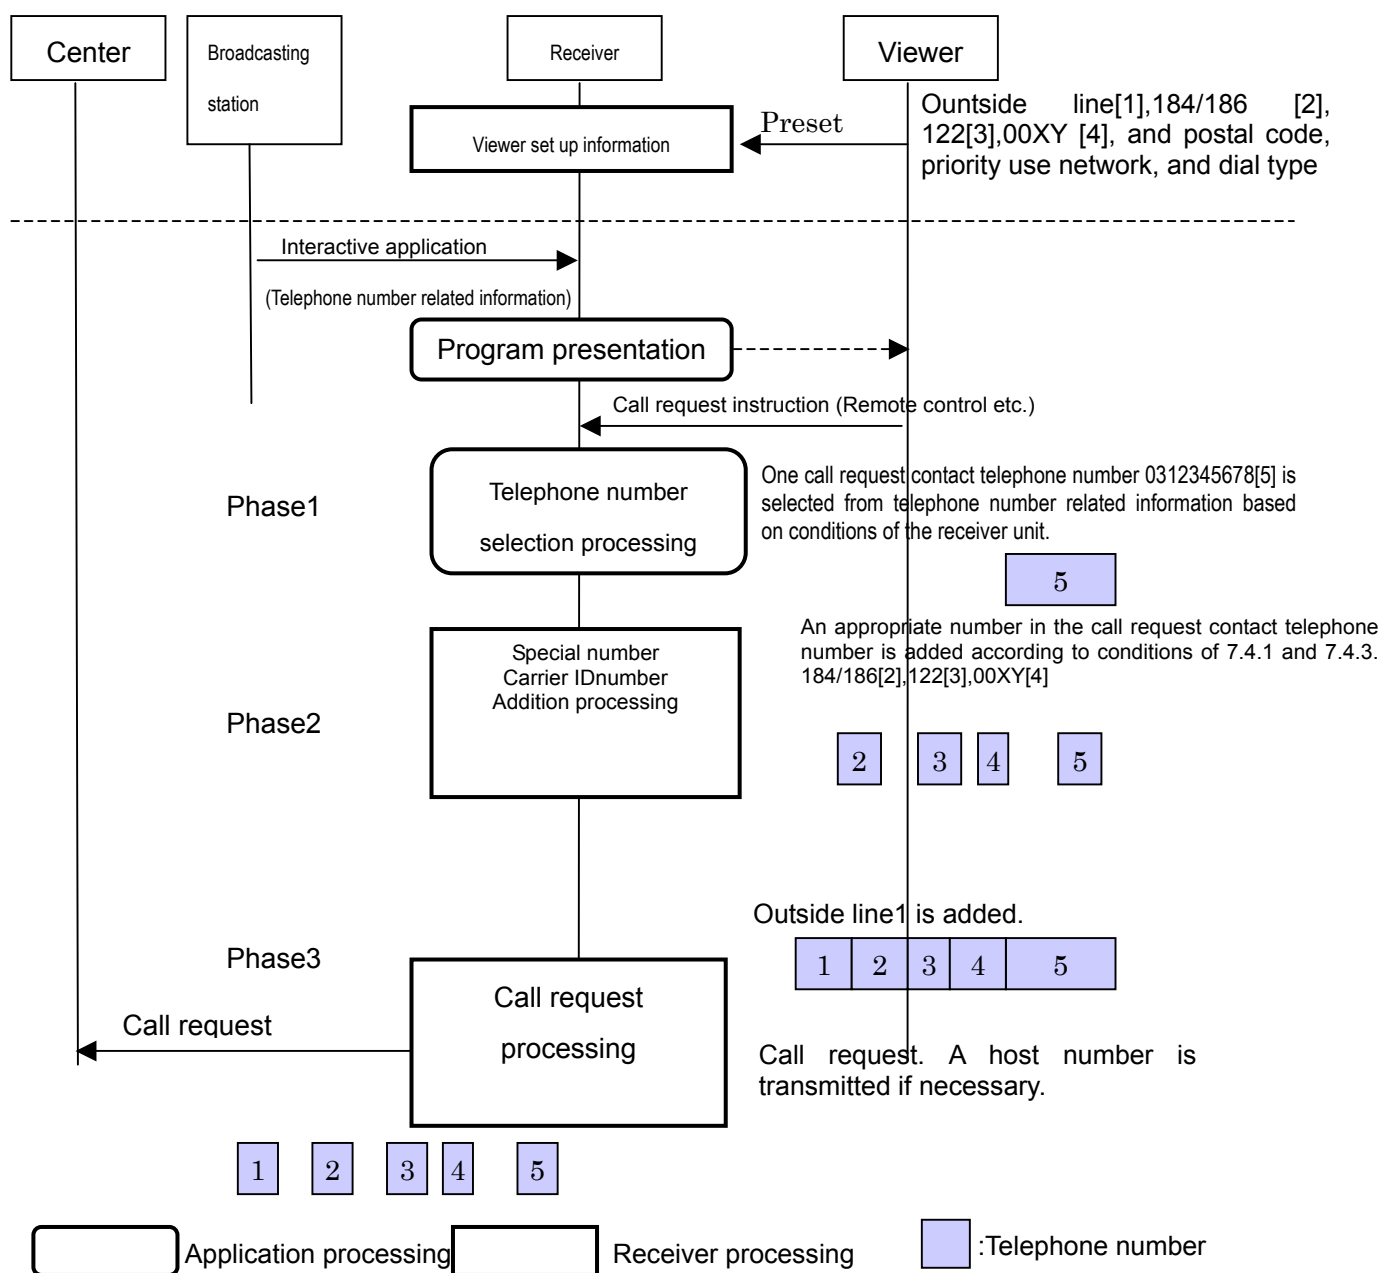 Center
Broadcasting
station
Receiver
Viewer
Viewer set up information
Preset
Ountside line[1],184/186 [2],
122[3],00XY [4], and postal code,
priority use network, and dial type
Interactive application
(Telephone number related information)
Program presentation
Call request instruction (Remote control etc.)
Phase1
Telephone number
selection processing
One call request contact telephone number 0312345678[5] is
selected from telephone number related information based
on conditions of the receiver unit.
5
An appropriate number in the call request contact telephone
number is added according to conditions of 7.4.1 and 7.4.3.
184/186[2],122[3],00XY[4]
Phase2
Special number
Carrier IDnumber
Addition processing
2 3 4 5
Outside line1 is added.
1 2 3 4 5
Phase3
Call request
processing
Call request
Call request. A host number is
transmitted if necessary.
1 2 3 4 5
Application processing
Receiver processing
:Telephone number